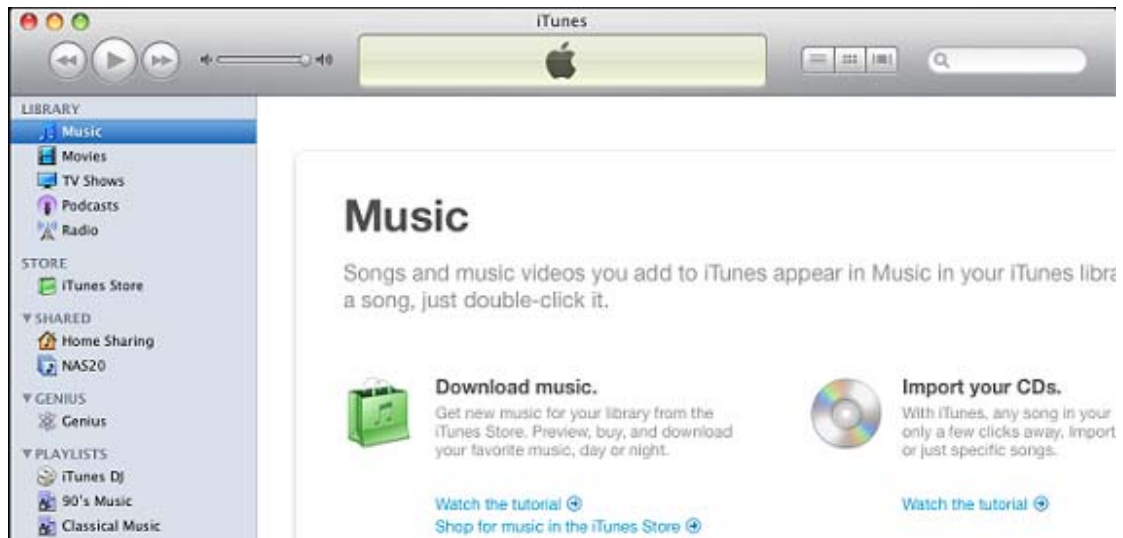 iTunes
LIBRARY
Music
Movies
TV Shows
Podcasts
Radio
STORE
iTunes Store
SHARED
Home Sharing
NAS20
GENIUS
Genius
PLAYLISTS
iTunes DJ
90's Music
Classical Music
Music
Songs and music videos you add to iTunes appear in Music in your iTunes libra
a song, just double-click it.
Download music.
Get new music for your library from the
iTunes Store. Preview, buy, and download
your favorite music, day or night.
Watch the tutorial
Shop for music in the iTunes Store
Import your CDs.
With iTunes, any song in your
only a few clicks away, Import
or just specific songs.
Watch the tutorial